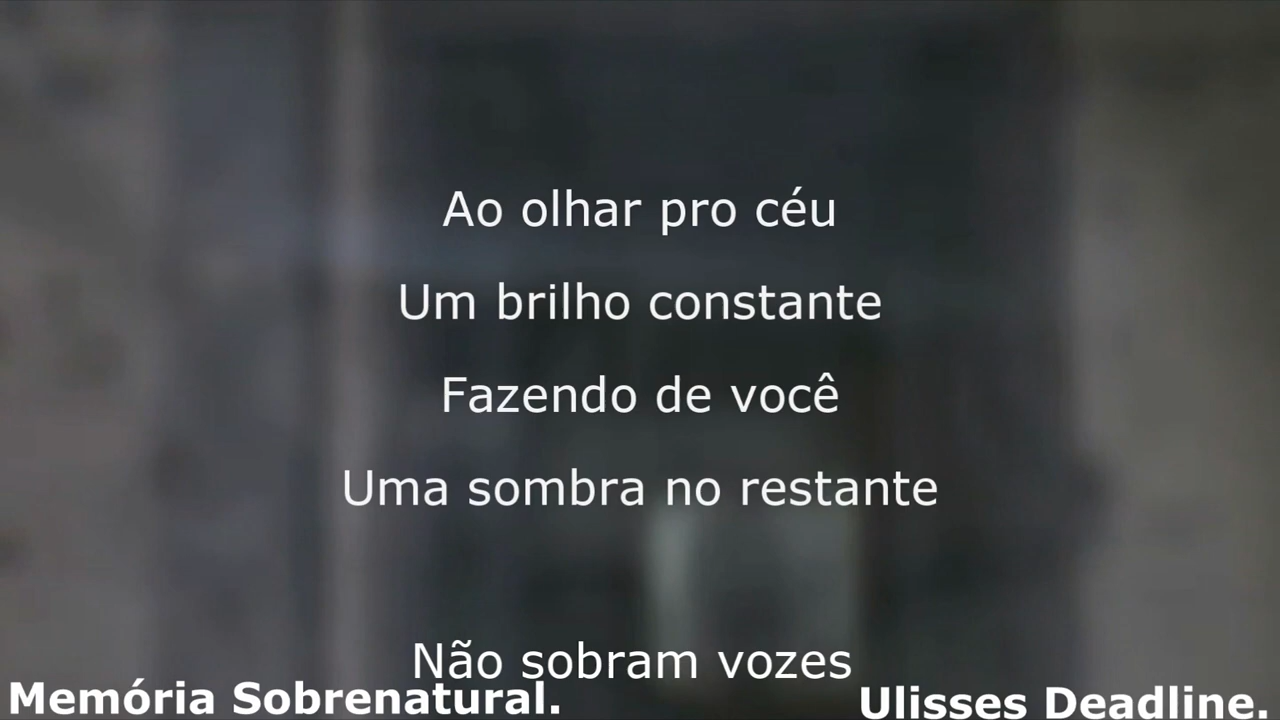 Ao olhar pro céu
Um brilho constante
Fazendo de você
Uma sombra no restante
Não sobram vozes
Memória Sobrenatural.
Ulisses Deadline.